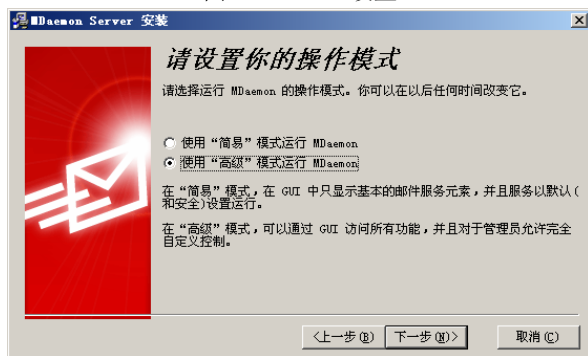 MDaemon Server 安装
请设置你的操作模式
请选择运行 MDaemon 的操作模式。你可以在以后任何时间改变它。
使用“简易”模式运行 MDaemon
使用“高级”模式运行 MDaemon
在“简易”模式，在 GUI 中只显示基本的邮件服务元素，并且服务以默认(
和安全)设置运行。
在“高级”模式，可以通过 GUI 访问所有功能，并且对于管理员允许完全
自定义控制。
<上一步(B) 下一步(N)> 取消(C)